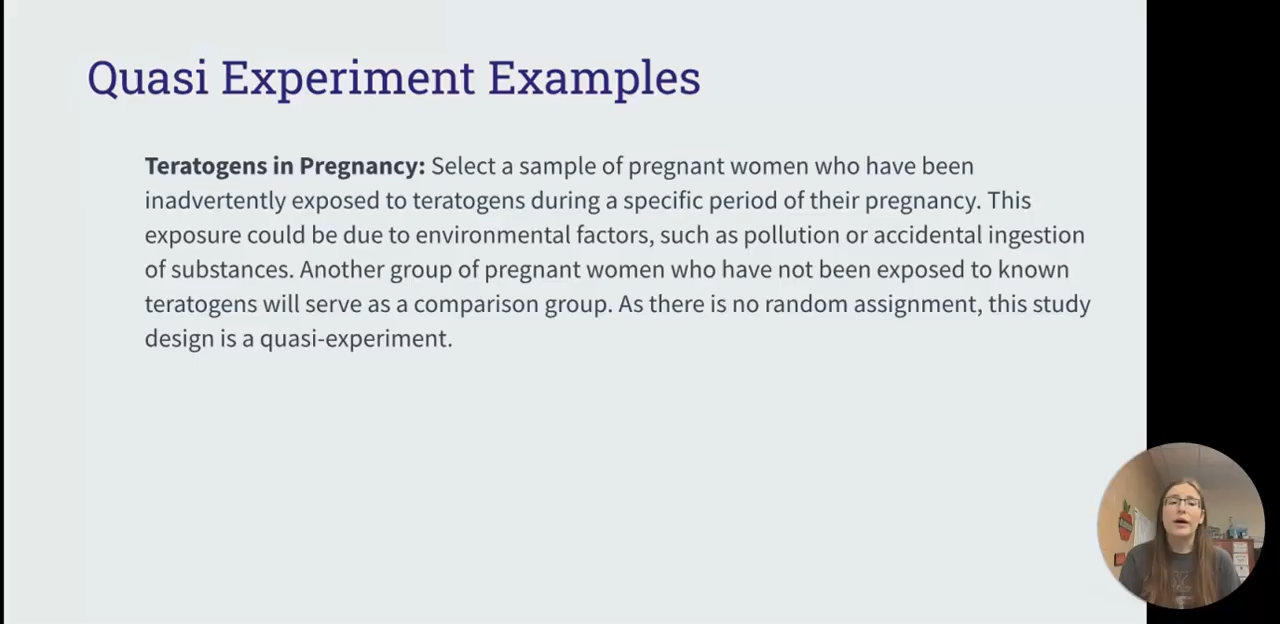 Quasi Experiment Examples
Teratogens in Pregnancy: Select a sample of pregnant women who have been
inadvertently exposed to teratogens during a specific period of their pregnancy. This
exposure could be due to environmental factors, such as pollution or accidental ingestion
of substances. Another group of pregnant women who have not been exposed to known
teratogens will serve as a comparison group. As there is no random assignment, this study
design is a quasi-experiment.